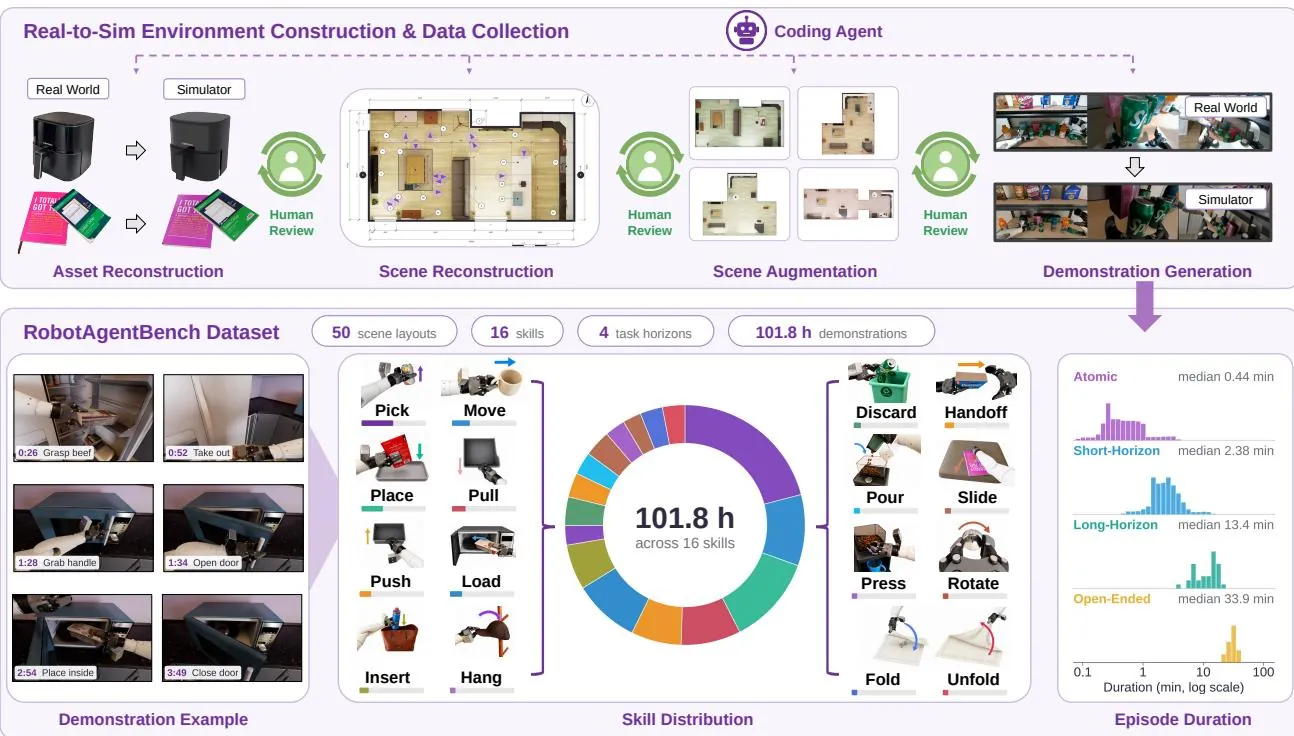 Real-to-Sim Environment Construction & Data Collection
Coding Agent
Real World
Simulator
Human
Review
Human
Review
Real World
Simulator
Asset Reconstruction
Scene Reconstruction
Scene Augmentation
Demonstration Generation
RobotAgentBench Dataset
50 scene layouts
16 skills
4 task horizons
101.8 h demonstrations
0:26 Grasp beef
0:52 Take out
1:28 Grab handle
1:34 Open door
2:54 Place inside
3:49 Close door
Demonstration Example
Pick
Move
Place
Pull
Push
Load
Insert
Hang
101.8 h
across 16 skills
Discard
Handoff
Pour
Slide
Press
Rotate
Fold
Unfold
Skill Distribution
Atomic
median 0.44 min
Short-Horizon
median 2.38 min
Long-Horizon
median 13.4 min
Open-Ended
median 33.9 min
0.1 1 10 100
Duration (min, log scale)
Episode Duration